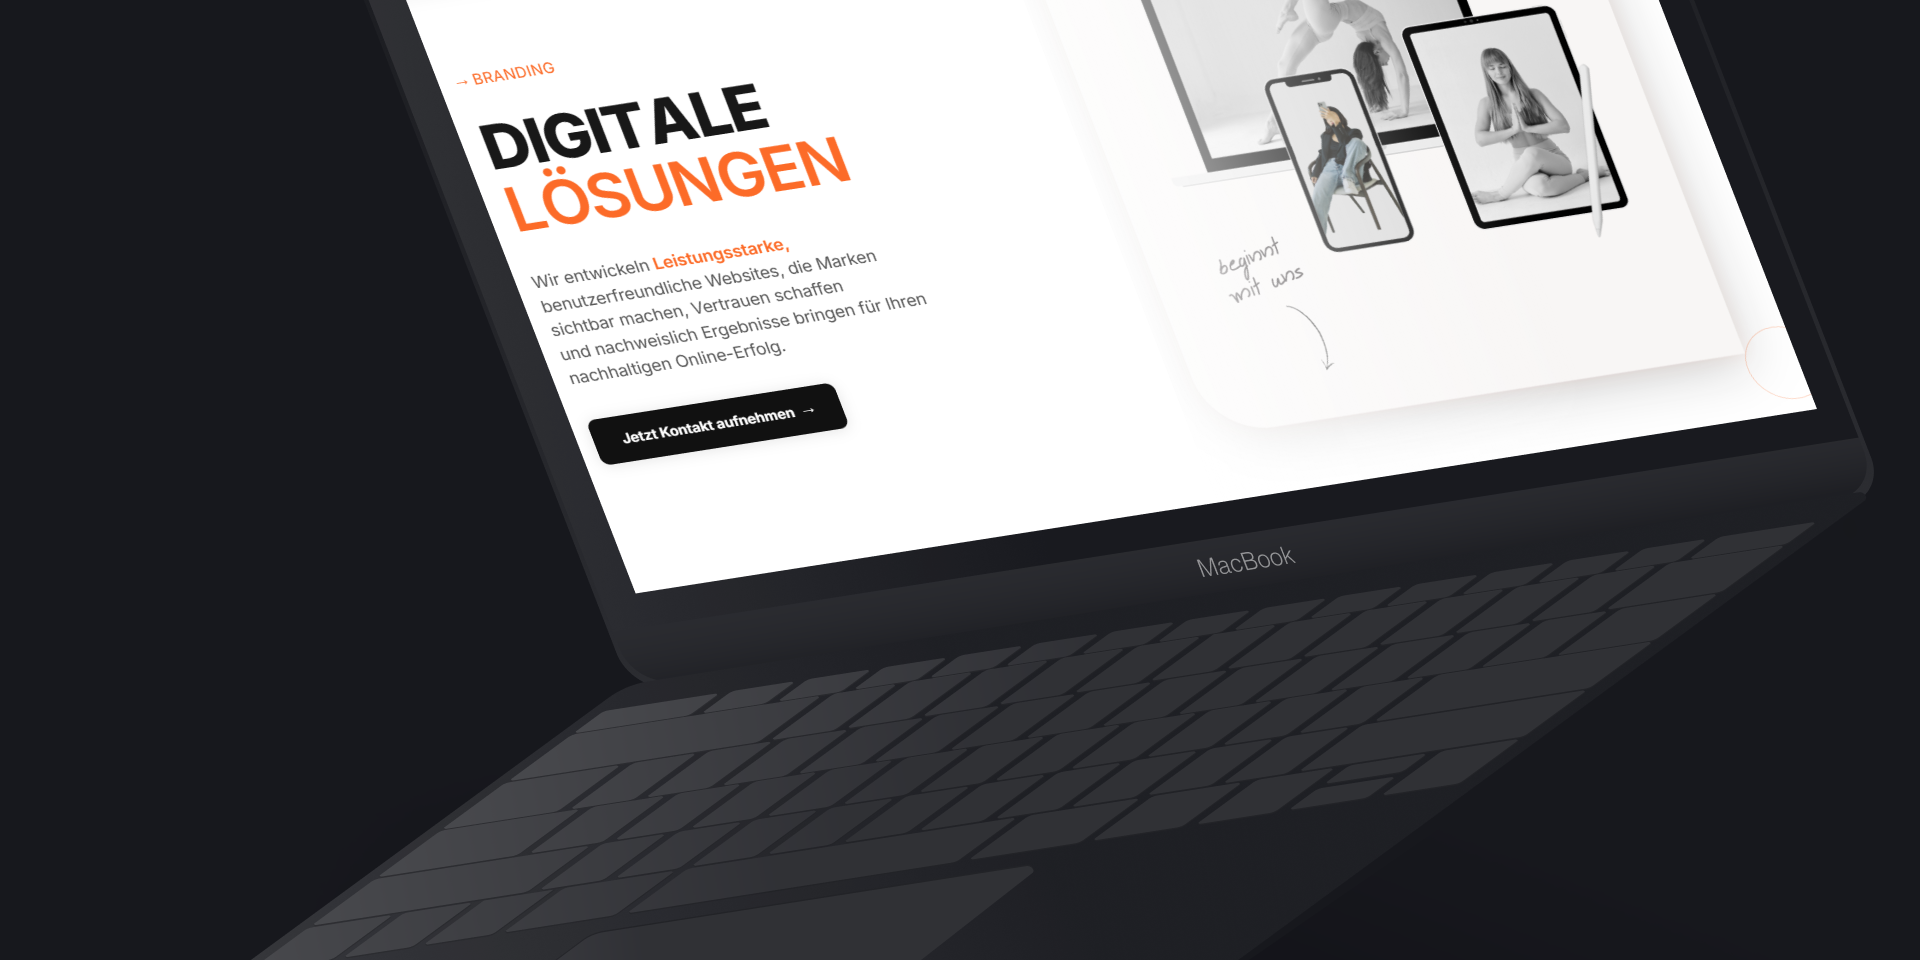 → BRANDING
DIGITALE
LÖSUNGEN
Wir entwickeln Leistungsstarke,
benutzerfreundliche Websites, die Marken
sichtbar machen, Vertrauen schaffen
und nachweislich Ergebnisse bringen für Ihren
nachhaltigen Online-Erfolg.
Jetzt Kontakt aufnehmen →
beginnt
mit uns
MacBook